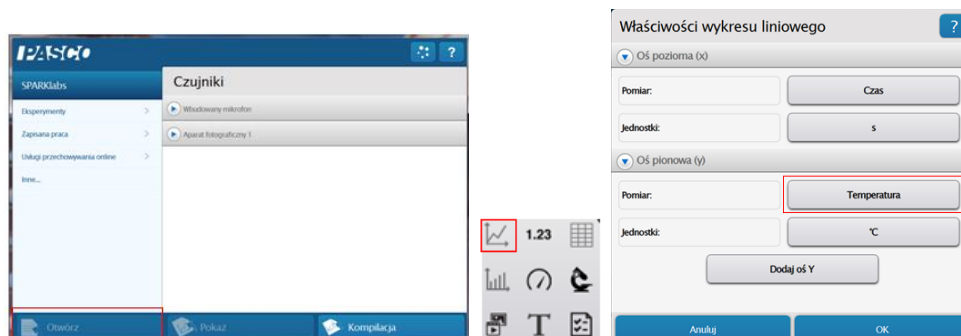 PASCO
?
SPARKlabs
Czujniki
Eksperymenty
Wbudowany mikrofon
Zapisana praca
Aparat fotograficzny 1
Usługi przechowywania online
Inne...
Otwórz
Pokaż
Kompilacja
1.23
T
Właściwości wykresu liniowego
?
Oś pozioma (x)
Pomiar:
Czas
Jednostki:
s
Oś pionowa (y)
Pomiar:
Temperatura
Jednostki:
°C
Dodaj oś Y
Anuluj
OK